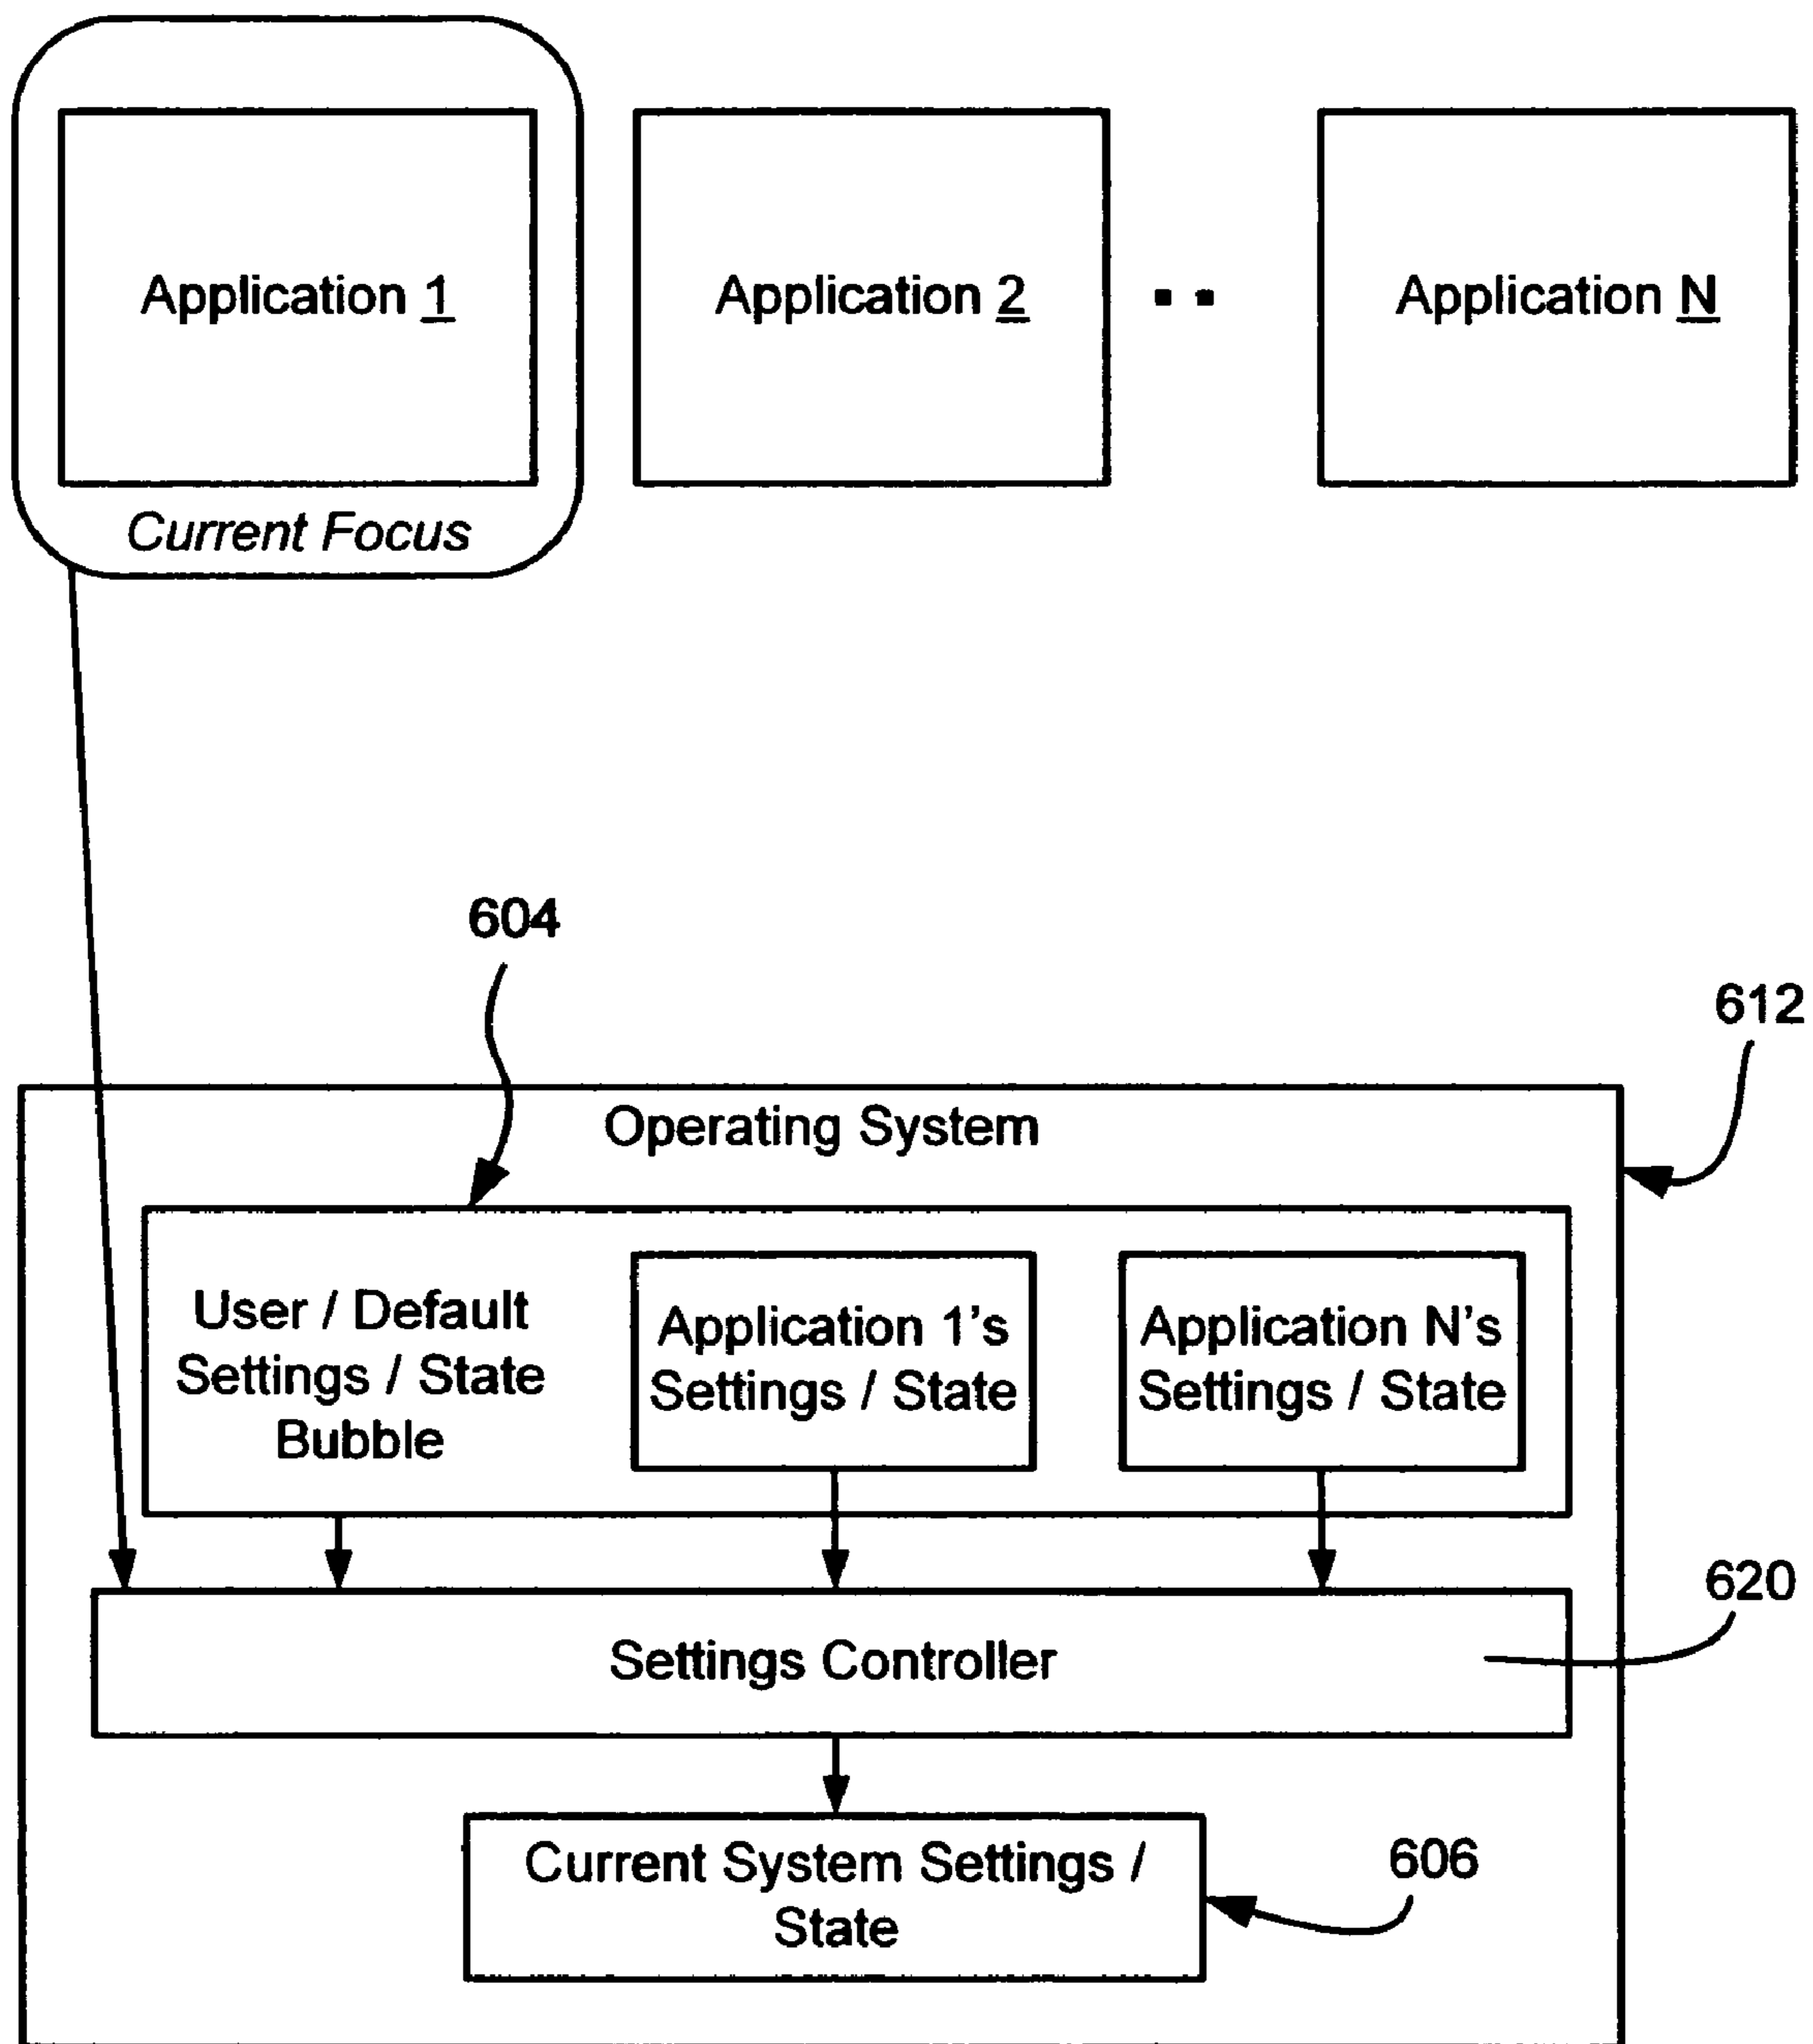 Application 1
Application 2
Application N
Current Focus
604
612
Operating System
User / Default
Settings / State
Bubble
Application 1's
Settings / State
Application N's
Settings / State
620
Settings Controller
Current System Settings /
State
606